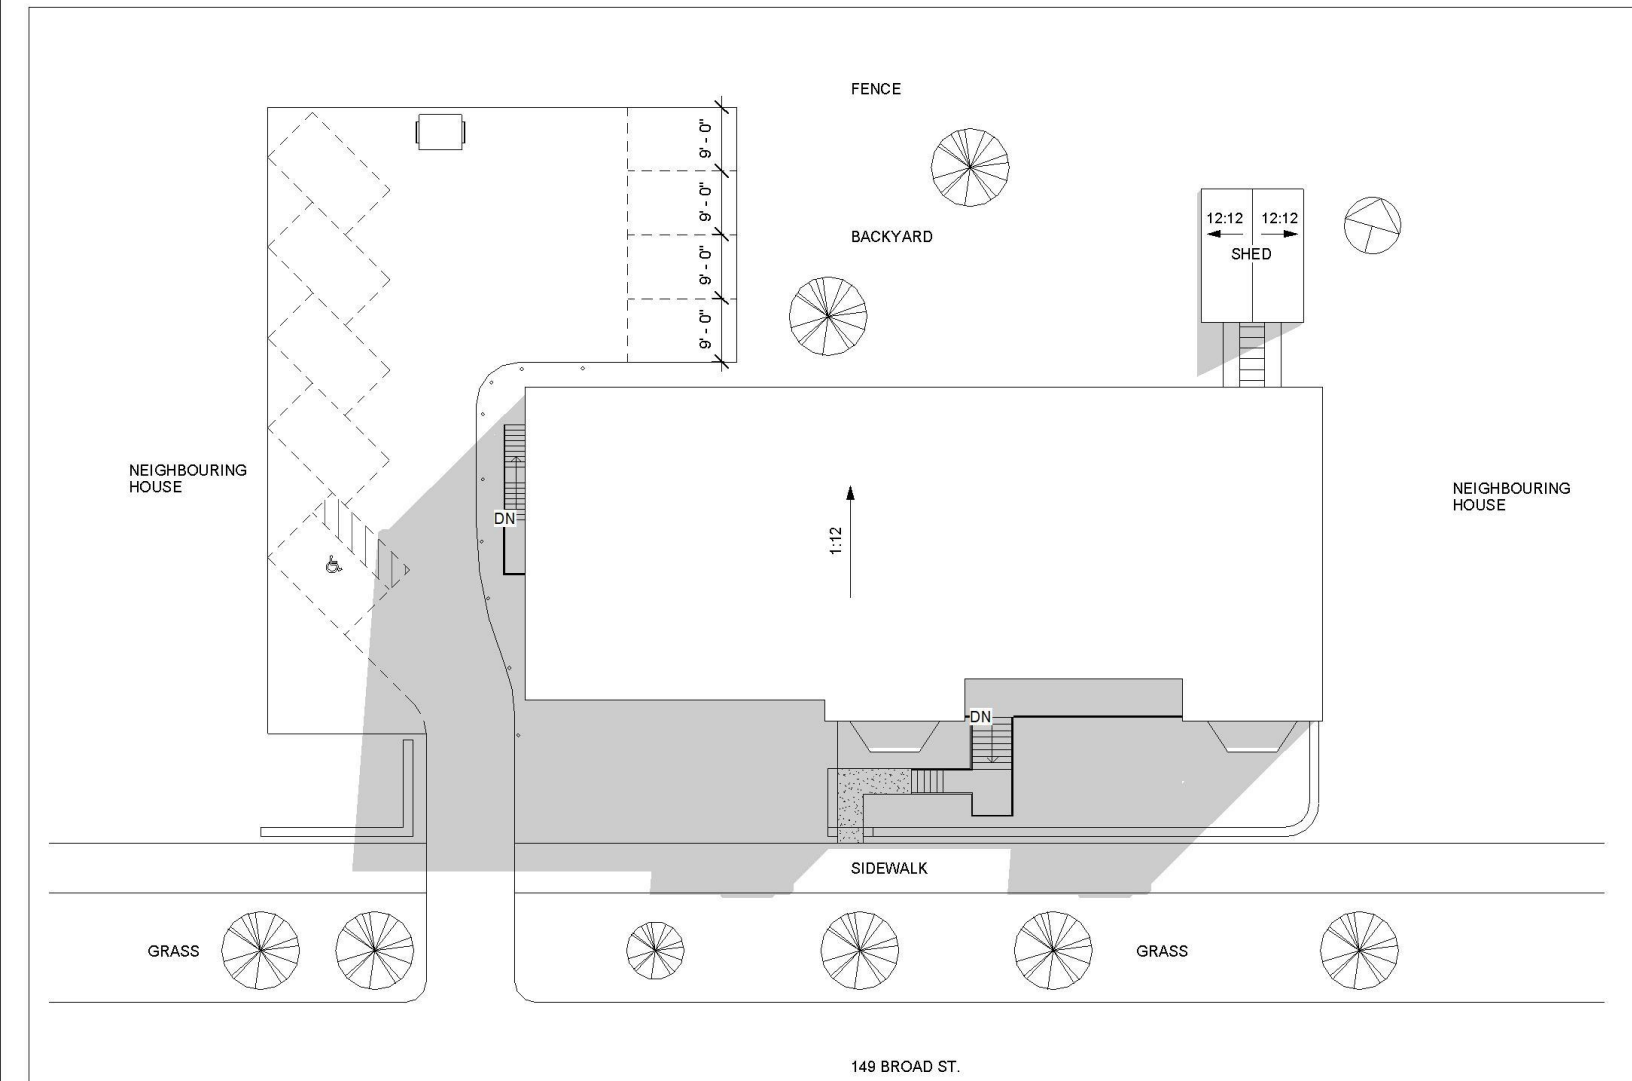 FENCE
9' - 0"
9' - 0"
9' - 0"
9' - 0"
BACKYARD
12:12 12:12
SHED
NEIGHBOURING
HOUSE
NEIGHBOURING
HOUSE
DN
1:12
DN
SIDEWALK
GRASS
GRASS
149 BROAD ST.